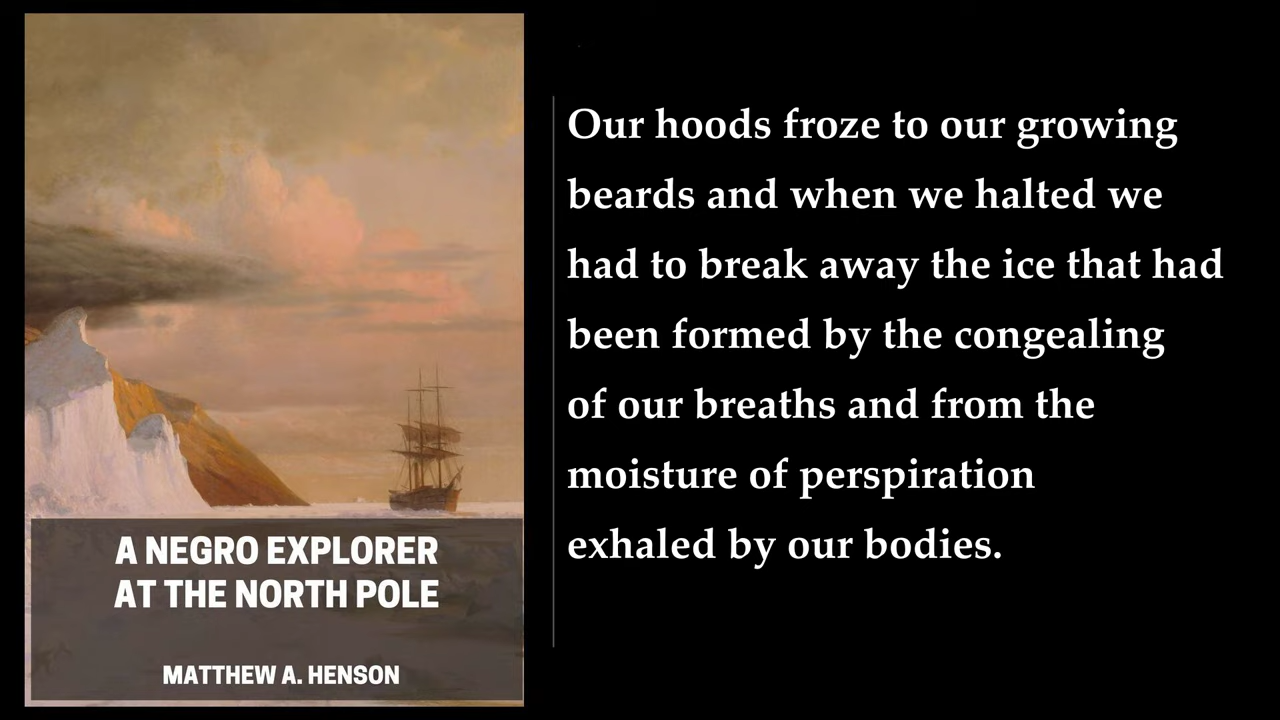 A NEGRO EXPLORER
AT THE NORTH POLE
MATTHEW A. HENSON
Our hoods froze to our growing
beards and when we halted we
had to break away the ice that had
been formed by the congealing
of our breaths and from the
moisture of perspiration
exhaled by our bodies.